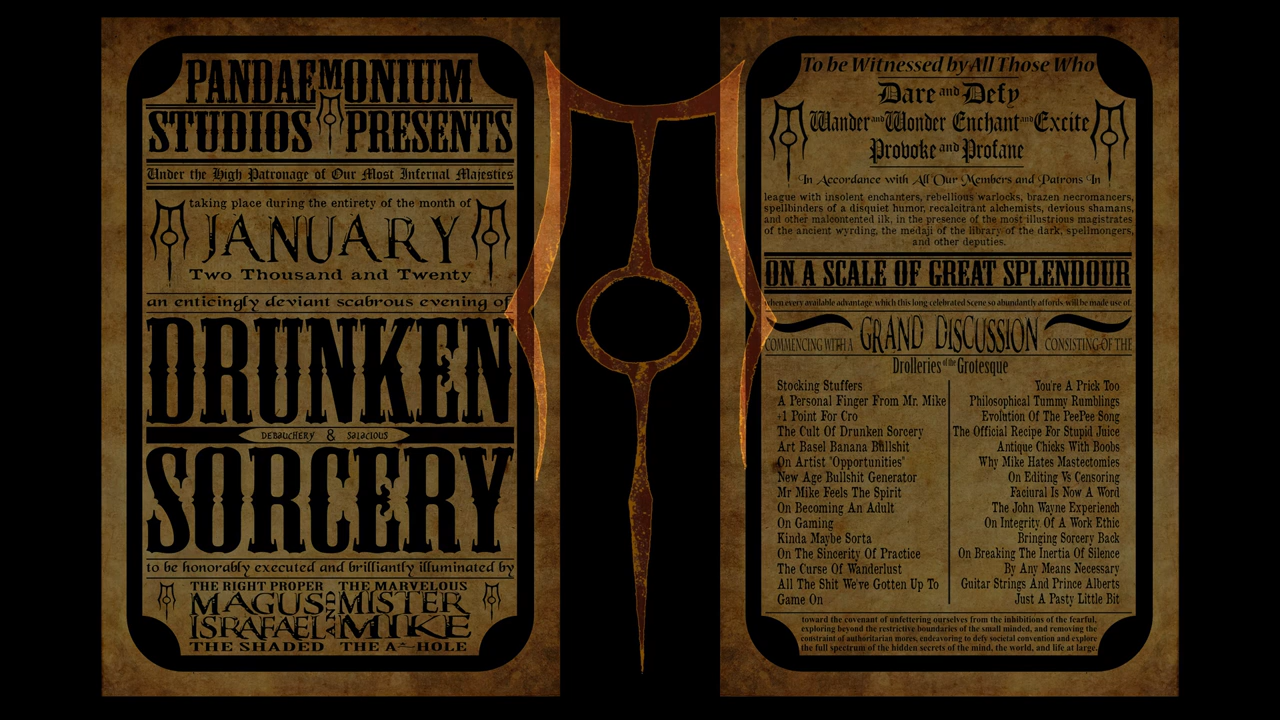 PANDAEMONIUM
STUDIOS PRESENTS
Under the High Patronage of Our Most Infernal Majesties
taking place during the entirety of the month of
JANUARY
Two Thousand and Twenty
an enticingly deviant scabrous evening of
DRUNKEN
DEBAUCHERY & SALACIOUS
SORCERY
to be honorably executed and brilliantly illuminated by
THE RIGHT PROPER THE MARVELOUS
MAGUS AND MISTER
ISRAFAEL MIKE
THE SHADED THE A HOLE
To be Witnessed by All Those Who
Dare and Defy
Wander and Wonder Enchant and Excite
Provoke and Profane
In Accordance with All Our Members and Patrons In
league with insolent enchanters, rebellious warlocks, brazen necromancers,
spellbinders of a disquiet humor, recalcitrant alchemists, devious shamans,
and other malcontented ilk, in the presence of the most illustrious magistrates
of the ancient wyrding, the medaji of the library of the dark, spellmongers,
and other deputies.
ON A SCALE OF GREAT SPLENDOUR
when every available advantage which this long celebrated scene so abundantly affords will be made use of.
COMMENCING WITH A GRAND DISCUSSION CONSISTING OF THE
Drolleries of the Grotesque
Stocking Stuffers
A Personal Finger From Mr. Mike
+1 Point For Cro
The Cult Of Drunken Sorcery
Art Basel Banana Bullshit
On Artist "Opportunities"
New Age Bullshit Generator
Mr Mike Feels The Spirit
On Becoming An Adult
On Gaming
Kinda Maybe Sorta
On The Sincerity Of Practice
The Curse Of Wanderlust
All The Shit We've Gotten Up To
Game On
You're A Prick Too
Philosophical Tummy Rumblings
Evolution Of The PeePee Song
The Official Recipe For Stupid Juice
Antique Chicks With Boobs
Why Mike Hates Mastectomies
On Editing Vs Censoring
Faciural Is Now A Word
The John Wayne Experiench
On Integrity Of A Work Ethic
Bringing Sorcery Back
On Breaking The Inertia Of Silence
By Any Means Necessary
Guitar Strings And Prince Alberts
Just A Pasty Little Bit
toward the covenant of unfettering ourselves from the inhibitions of the fearful,
exploring beyond the restrictive boundaries of the small minded, and removing the
constraint of authoritarian mores, endeavoring to defy societal convention and explore
the full spectrum of the hidden secrets of the mind, the world, and life at large.